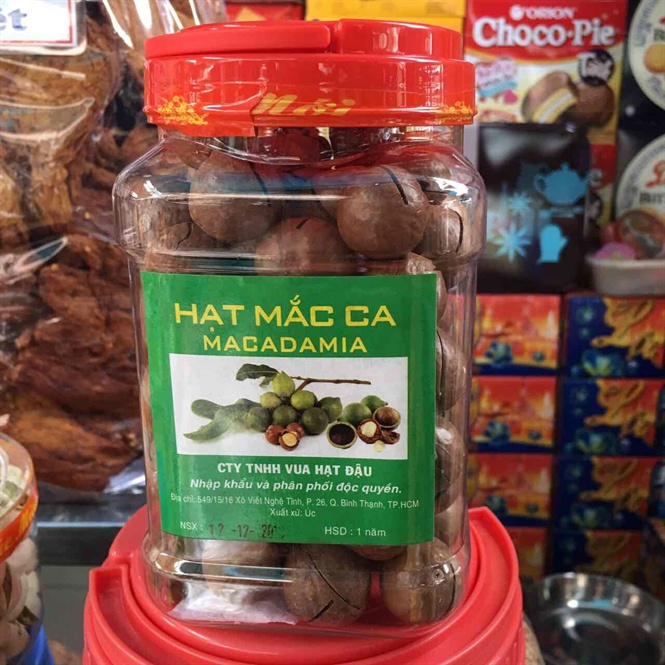 ORION
Choco•Pie
HẠT MẮC CA
MACADAMIA
CTY TNHH VUA HẠT ĐẬU
Nhập khẩu và phân phối độc quyền.
Địa chỉ: 549/15/16 Xô Viết Nghệ Tĩnh, P. 26, Q. Bình Thạnh, TP.HCM
Xuất xứ: Úc
NSX : 12 -12- HSD : 1 năm